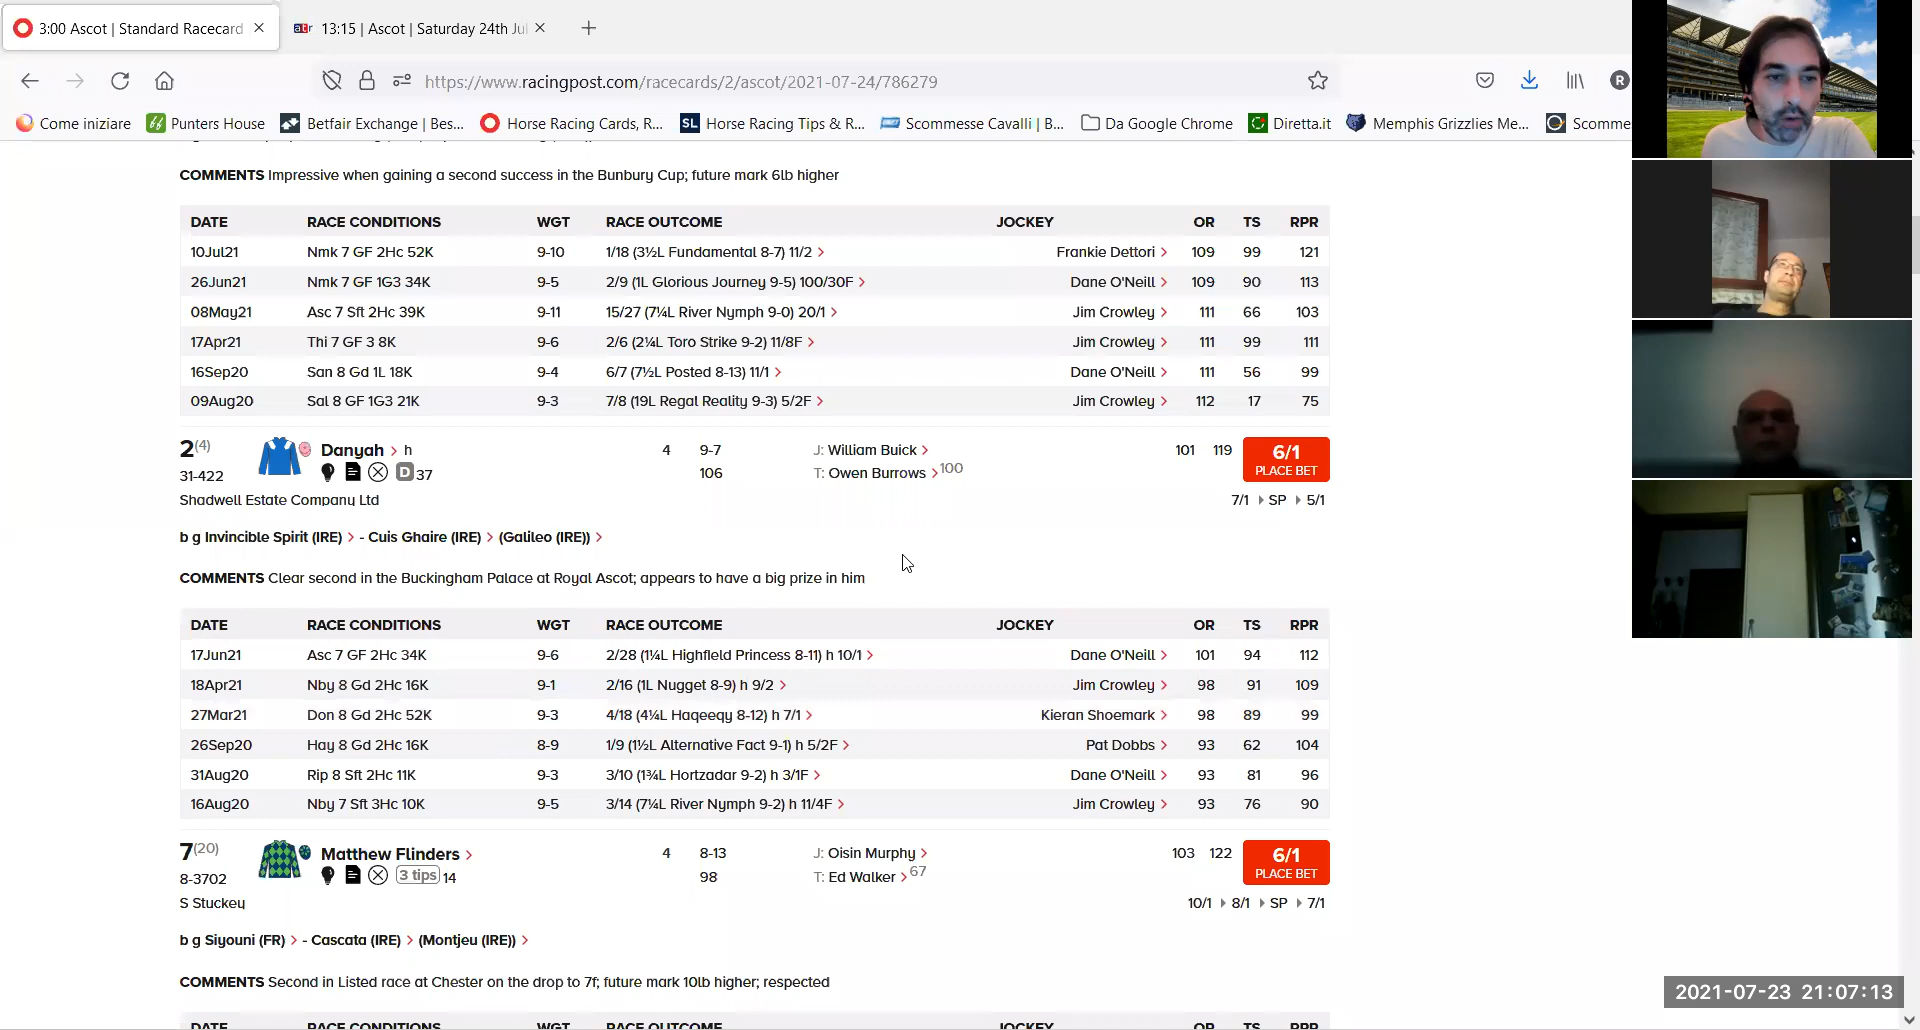 3:00 Ascot | Standard Racecard
atr 13:15 | Ascot | Saturday 24th Jul
https://www.racingpost.com/racecards/2/ascot/2021-07-24/786279
R
Come iniziare Punters House Betfair Exchange | Bes... Horse Racing Cards, R... SL Horse Racing Tips & R... Scommesse Cavalli | B... Da Google Chrome Diretta.it Memphis Grizzlies Me... Scomme
COMMENTS Impressive when gaining a second success in the Bunbury Cup; future mark 6lb higher
DATE RACE CONDITIONS WGT RACE OUTCOME JOCKEY OR TS RPR
10Jul21 Nmk 7 GF 2Hc 52K 9-10 1/18 (3½L Fundamental 8-7) 11/2 Frankie Dettori 109 99 121
26Jun21 Nmk 7 GF 1G3 34K 9-5 2/9 (1L Glorious Journey 9-5) 100/30F Dane O'Neill 109 90 113
08May21 Asc 7 Sft 2Hc 39K 9-11 15/27 (7¼L River Nymph 9-0) 20/1 Jim Crowley 111 66 103
17Apr21 Thi 7 GF 3 8K 9-6 2/6 (2¼L Toro Strike 9-2) 11/8F Jim Crowley 111 99 111
16Sep20 San 8 Gd 1L 18K 9-4 6/7 (7½L Posted 8-13) 11/1 Dane O'Neill 111 56 99
09Aug20 Sal 8 GF 1G3 21K 9-3 7/8 (19L Regal Reality 9-3) 5/2F Jim Crowley 112 17 75
2(4) Danyah h 4 9-7 J: William Buick 101 119 6/1
31-422 D 37 106 T: Owen Burrows 100 PLACE BET
Shadwell Estate Company Ltd 7/1 SP 5/1
b g Invincible Spirit (IRE) - Cuis Ghaire (IRE) (Galileo (IRE))
COMMENTS Clear second in the Buckingham Palace at Royal Ascot; appears to have a big prize in him
DATE RACE CONDITIONS WGT RACE OUTCOME JOCKEY OR TS RPR
17Jun21 Asc 7 GF 2Hc 34K 9-6 2/28 (1¼L Highfield Princess 8-11) h 10/1 Dane O'Neill 101 94 112
18Apr21 Nby 8 Gd 2Hc 16K 9-1 2/16 (1L Nugget 8-9) h 9/2 Jim Crowley 98 91 109
27Mar21 Don 8 Gd 2Hc 52K 9-3 4/18 (4¼L Haqeeqy 8-12) h 7/1 Kieran Shoemark 98 89 99
26Sep20 Hay 8 Gd 2Hc 16K 8-9 1/9 (1½L Alternative Fact 9-1) h 5/2F Pat Dobbs 93 62 104
31Aug20 Rip 8 Sft 2Hc 11K 9-3 3/10 (1¾L Hortzadar 9-2) h 3/1F Dane O'Neill 93 81 96
16Aug20 Nby 7 Sft 3Hc 10K 9-5 3/14 (7¼L River Nymph 9-2) h 11/4F Jim Crowley 93 76 90
7(20) Matthew Flinders 4 8-13 J: Oisin Murphy 103 122 6/1
8-3702 3 tips 14 98 T: Ed Walker 67 PLACE BET
S Stuckey 10/1 8/1 SP 7/1
b g Siyouni (FR) - Cascata (IRE) (Montjeu (IRE))
COMMENTS Second in Listed race at Chester on the drop to 7f; future mark 10lb higher; respected
2021-07-23 21:07:13
DATE RACE CONDITIONS WGT RACE OUTCOME JOCKEY OR TS RPR